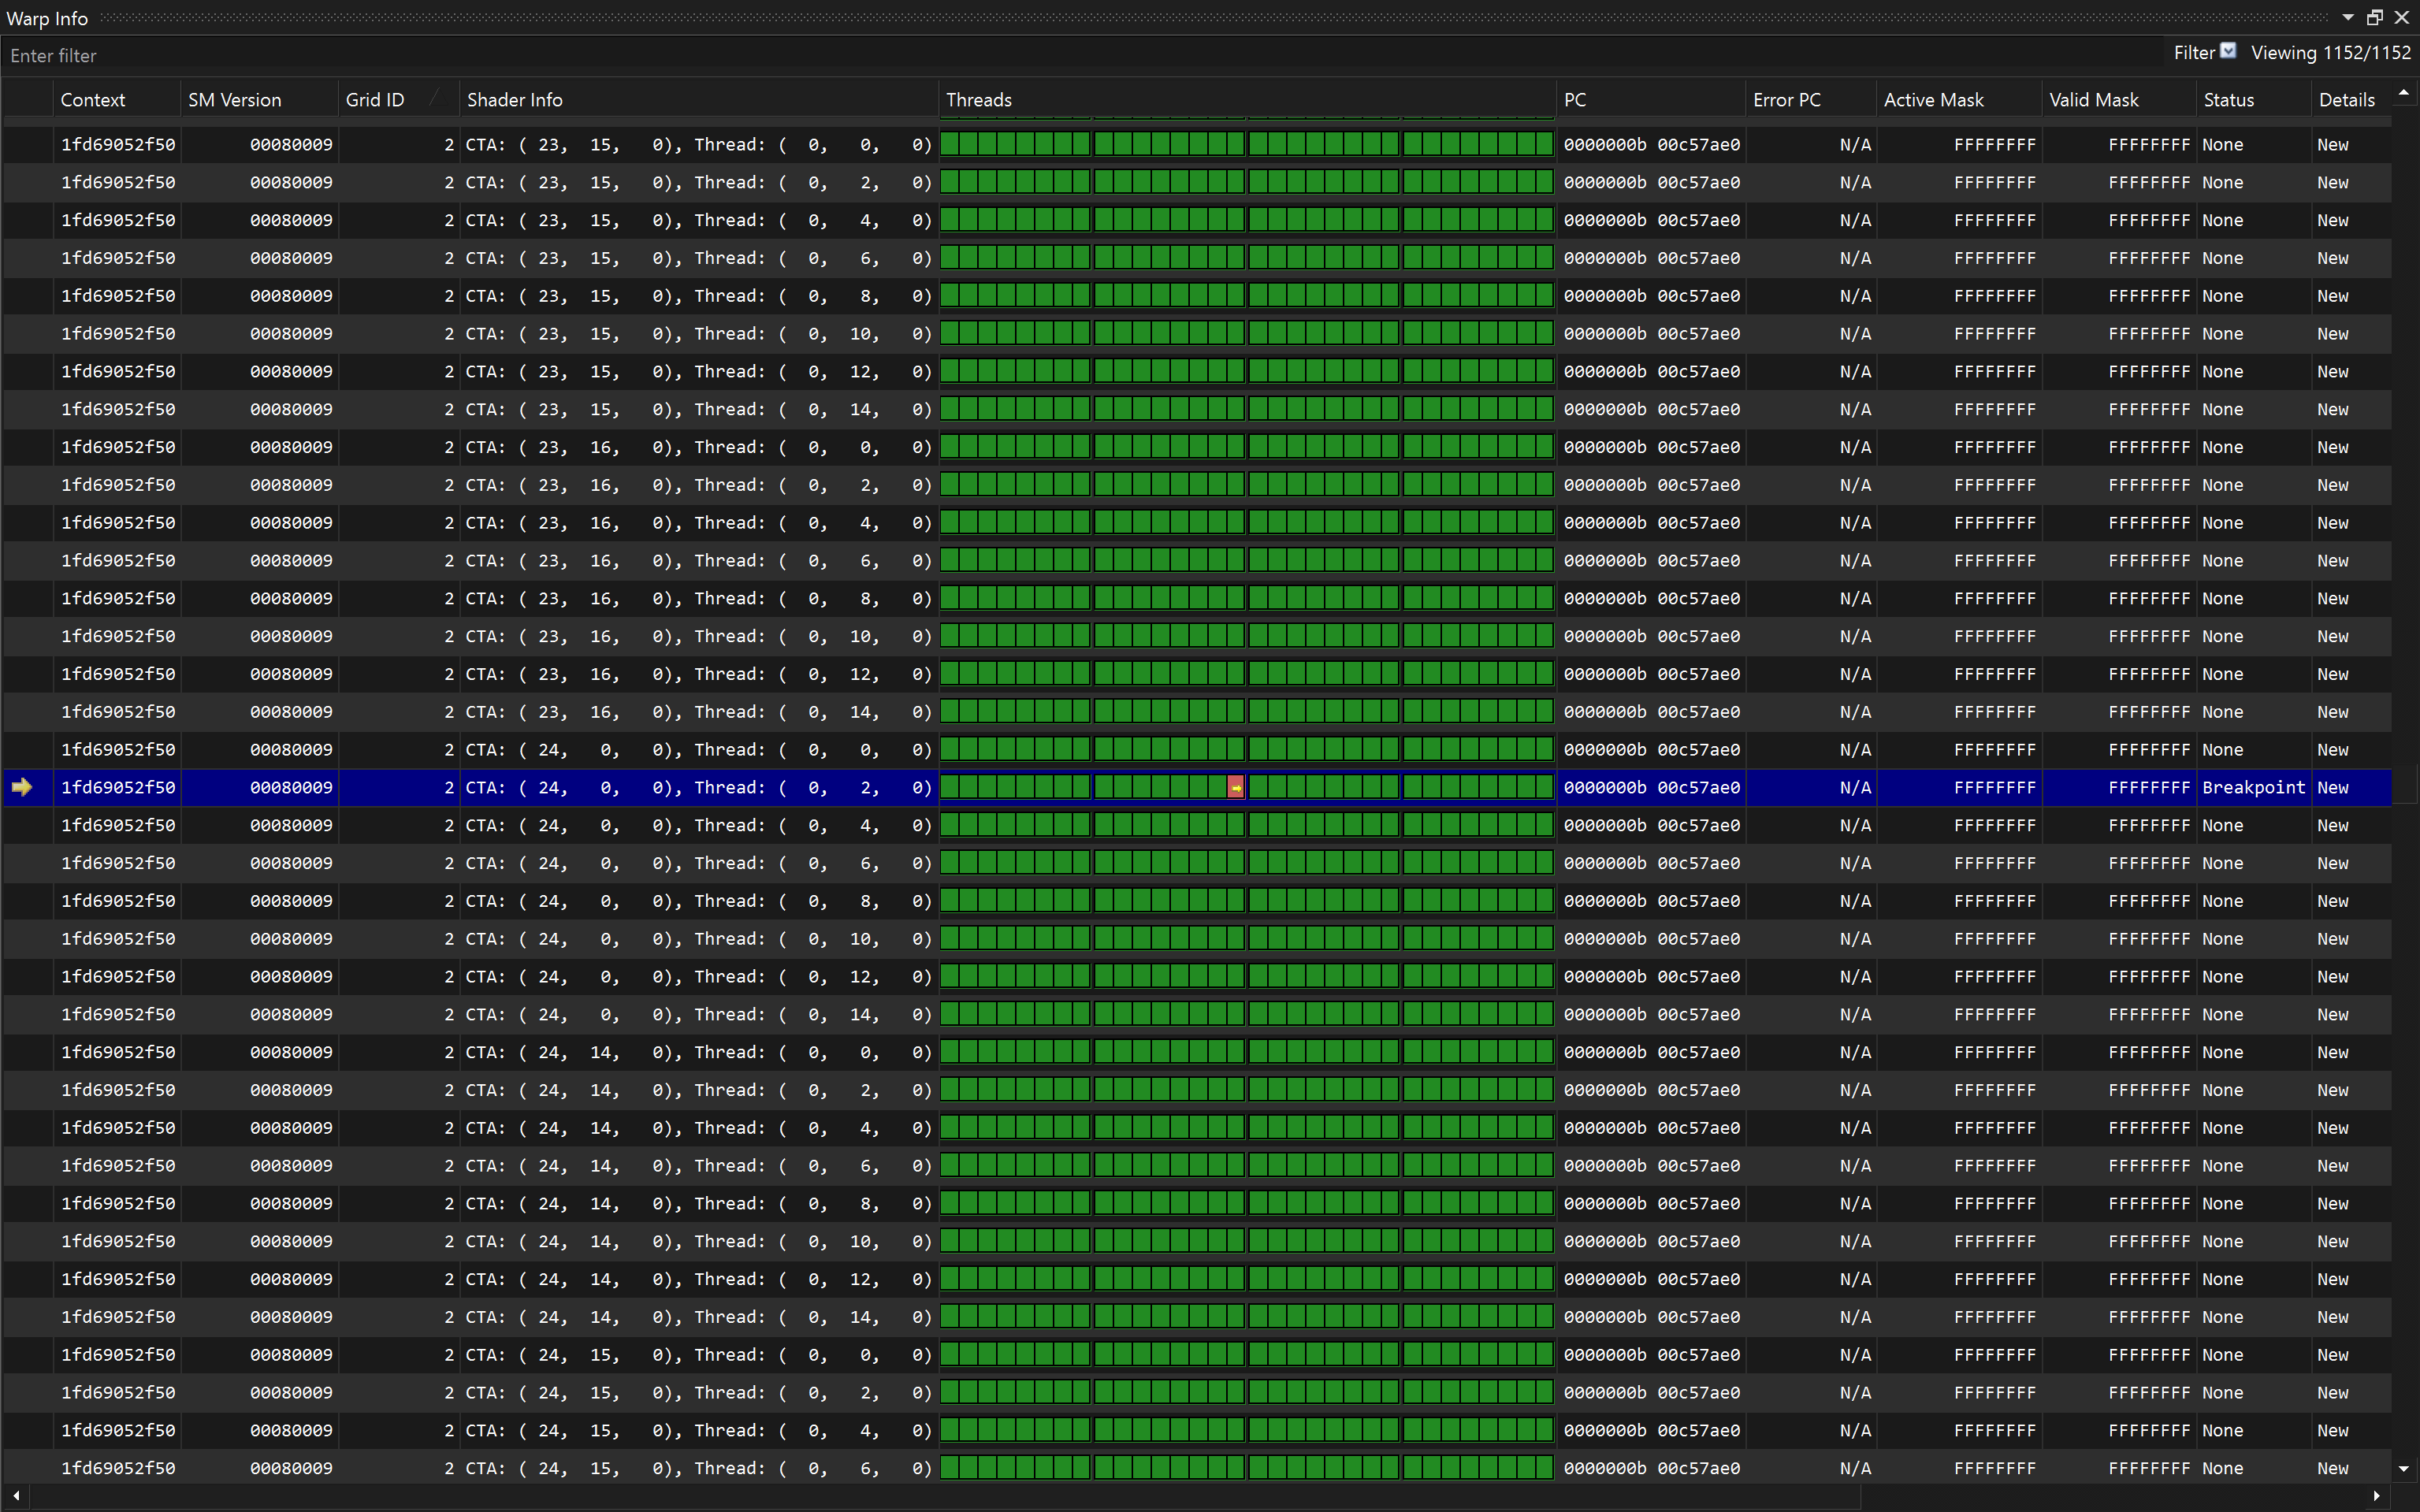 Warp Info
Enter filter Filter Viewing 1152/1152
Context SM Version Grid ID Shader Info Threads PC Error PC Active Mask Valid Mask Status Details
1fd69052f50 00080009 2 CTA: ( 23, 15, 0), Thread: ( 0, 0, 0) 0000000b 00c57ae0 N/A FFFFFFFF FFFFFFFF None New
1fd69052f50 00080009 2 CTA: ( 23, 15, 0), Thread: ( 0, 2, 0) 0000000b 00c57ae0 N/A FFFFFFFF FFFFFFFF None New
1fd69052f50 00080009 2 CTA: ( 23, 15, 0), Thread: ( 0, 4, 0) 0000000b 00c57ae0 N/A FFFFFFFF FFFFFFFF None New
1fd69052f50 00080009 2 CTA: ( 23, 15, 0), Thread: ( 0, 6, 0) 0000000b 00c57ae0 N/A FFFFFFFF FFFFFFFF None New
1fd69052f50 00080009 2 CTA: ( 23, 15, 0), Thread: ( 0, 8, 0) 0000000b 00c57ae0 N/A FFFFFFFF FFFFFFFF None New
1fd69052f50 00080009 2 CTA: ( 23, 15, 0), Thread: ( 0, 10, 0) 0000000b 00c57ae0 N/A FFFFFFFF FFFFFFFF None New
1fd69052f50 00080009 2 CTA: ( 23, 15, 0), Thread: ( 0, 12, 0) 0000000b 00c57ae0 N/A FFFFFFFF FFFFFFFF None New
1fd69052f50 00080009 2 CTA: ( 23, 15, 0), Thread: ( 0, 14, 0) 0000000b 00c57ae0 N/A FFFFFFFF FFFFFFFF None New
1fd69052f50 00080009 2 CTA: ( 23, 16, 0), Thread: ( 0, 0, 0) 0000000b 00c57ae0 N/A FFFFFFFF FFFFFFFF None New
1fd69052f50 00080009 2 CTA: ( 23, 16, 0), Thread: ( 0, 2, 0) 0000000b 00c57ae0 N/A FFFFFFFF FFFFFFFF None New
1fd69052f50 00080009 2 CTA: ( 23, 16, 0), Thread: ( 0, 4, 0) 0000000b 00c57ae0 N/A FFFFFFFF FFFFFFFF None New
1fd69052f50 00080009 2 CTA: ( 23, 16, 0), Thread: ( 0, 6, 0) 0000000b 00c57ae0 N/A FFFFFFFF FFFFFFFF None New
1fd69052f50 00080009 2 CTA: ( 23, 16, 0), Thread: ( 0, 8, 0) 0000000b 00c57ae0 N/A FFFFFFFF FFFFFFFF None New
1fd69052f50 00080009 2 CTA: ( 23, 16, 0), Thread: ( 0, 10, 0) 0000000b 00c57ae0 N/A FFFFFFFF FFFFFFFF None New
1fd69052f50 00080009 2 CTA: ( 23, 16, 0), Thread: ( 0, 12, 0) 0000000b 00c57ae0 N/A FFFFFFFF FFFFFFFF None New
1fd69052f50 00080009 2 CTA: ( 23, 16, 0), Thread: ( 0, 14, 0) 0000000b 00c57ae0 N/A FFFFFFFF FFFFFFFF None New
1fd69052f50 00080009 2 CTA: ( 24, 0, 0), Thread: ( 0, 0, 0) 0000000b 00c57ae0 N/A FFFFFFFF FFFFFFFF None New
1fd69052f50 00080009 2 CTA: ( 24, 0, 0), Thread: ( 0, 2, 0) 0000000b 00c57ae0 N/A FFFFFFFF FFFFFFFF Breakpoint New
1fd69052f50 00080009 2 CTA: ( 24, 0, 0), Thread: ( 0, 4, 0) 0000000b 00c57ae0 N/A FFFFFFFF FFFFFFFF None New
1fd69052f50 00080009 2 CTA: ( 24, 0, 0), Thread: ( 0, 6, 0) 0000000b 00c57ae0 N/A FFFFFFFF FFFFFFFF None New
1fd69052f50 00080009 2 CTA: ( 24, 0, 0), Thread: ( 0, 8, 0) 0000000b 00c57ae0 N/A FFFFFFFF FFFFFFFF None New
1fd69052f50 00080009 2 CTA: ( 24, 0, 0), Thread: ( 0, 10, 0) 0000000b 00c57ae0 N/A FFFFFFFF FFFFFFFF None New
1fd69052f50 00080009 2 CTA: ( 24, 0, 0), Thread: ( 0, 12, 0) 0000000b 00c57ae0 N/A FFFFFFFF FFFFFFFF None New
1fd69052f50 00080009 2 CTA: ( 24, 0, 0), Thread: ( 0, 14, 0) 0000000b 00c57ae0 N/A FFFFFFFF FFFFFFFF None New
1fd69052f50 00080009 2 CTA: ( 24, 14, 0), Thread: ( 0, 0, 0) 0000000b 00c57ae0 N/A FFFFFFFF FFFFFFFF None New
1fd69052f50 00080009 2 CTA: ( 24, 14, 0), Thread: ( 0, 2, 0) 0000000b 00c57ae0 N/A FFFFFFFF FFFFFFFF None New
1fd69052f50 00080009 2 CTA: ( 24, 14, 0), Thread: ( 0, 4, 0) 0000000b 00c57ae0 N/A FFFFFFFF FFFFFFFF None New
1fd69052f50 00080009 2 CTA: ( 24, 14, 0), Thread: ( 0, 6, 0) 0000000b 00c57ae0 N/A FFFFFFFF FFFFFFFF None New
1fd69052f50 00080009 2 CTA: ( 24, 14, 0), Thread: ( 0, 8, 0) 0000000b 00c57ae0 N/A FFFFFFFF FFFFFFFF None New
1fd69052f50 00080009 2 CTA: ( 24, 14, 0), Thread: ( 0, 10, 0) 0000000b 00c57ae0 N/A FFFFFFFF FFFFFFFF None New
1fd69052f50 00080009 2 CTA: ( 24, 14, 0), Thread: ( 0, 12, 0) 0000000b 00c57ae0 N/A FFFFFFFF FFFFFFFF None New
1fd69052f50 00080009 2 CTA: ( 24, 14, 0), Thread: ( 0, 14, 0) 0000000b 00c57ae0 N/A FFFFFFFF FFFFFFFF None New
1fd69052f50 00080009 2 CTA: ( 24, 15, 0), Thread: ( 0, 0, 0) 0000000b 00c57ae0 N/A FFFFFFFF FFFFFFFF None New
1fd69052f50 00080009 2 CTA: ( 24, 15, 0), Thread: ( 0, 2, 0) 0000000b 00c57ae0 N/A FFFFFFFF FFFFFFFF None New
1fd69052f50 00080009 2 CTA: ( 24, 15, 0), Thread: ( 0, 4, 0) 0000000b 00c57ae0 N/A FFFFFFFF FFFFFFFF None New
1fd69052f50 00080009 2 CTA: ( 24, 15, 0), Thread: ( 0, 6, 0) 0000000b 00c57ae0 N/A FFFFFFFF FFFFFFFF None New